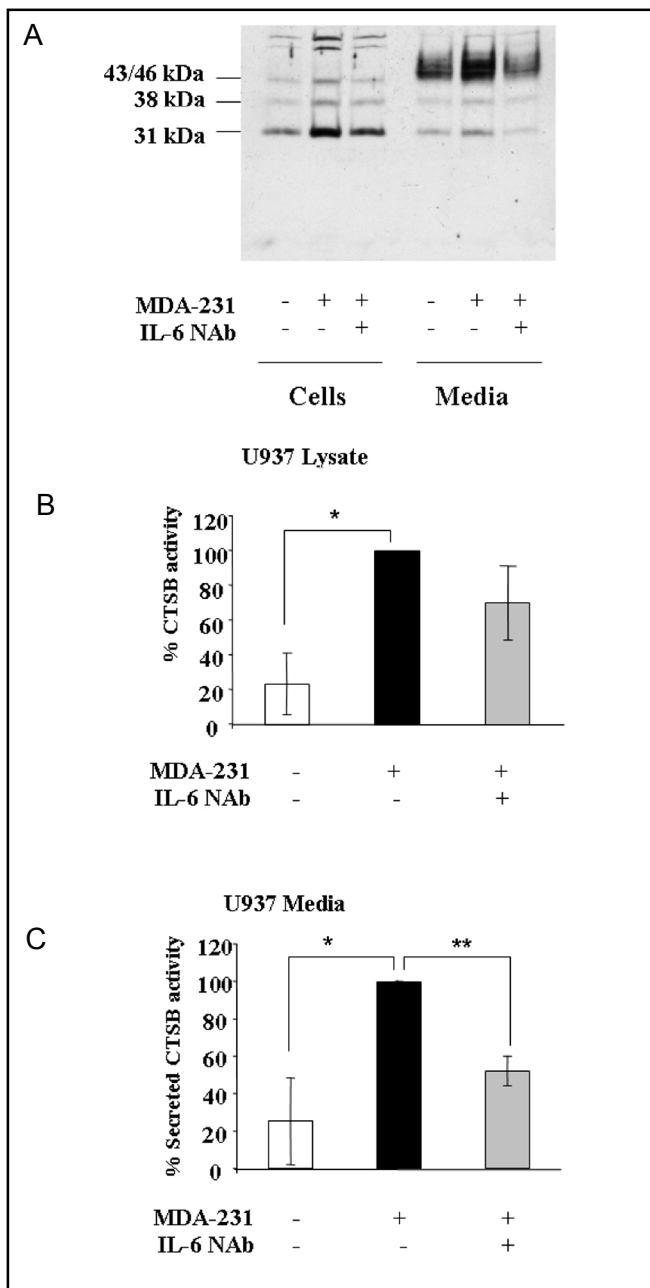 A
43/46 kDa
38 kDa
31 kDa
MDA-231 - + + - + +
IL-6 NAb - - + - - +
Cells Media
U937 Lysate
B
% CTSB activity
120
100
80
60
40
20
0
*
MDA-231 - + +
IL-6 NAb - - +
U937 Media
C
% Secreted CTSB activity
120
100
80
60
40
20
0
* **
MDA-231 - + +
IL-6 NAb - - +